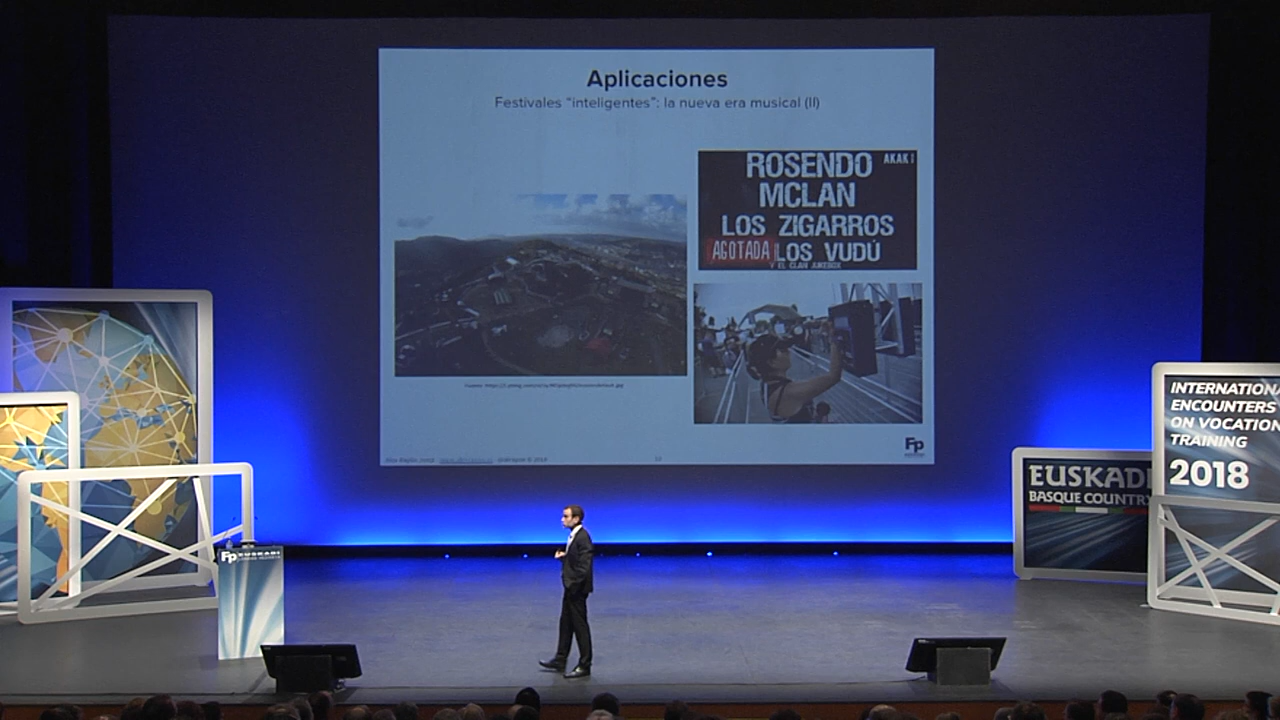 Aplicaciones
Festivales “inteligentes”: la nueva era musical (II)
ROSENDO
AKAKI
MCLAN
LOS ZIGARROS
AGOTADA LOS VUDÚ
Y EL CLAN JUKEBOX
Fp
Fp EUSKADI
EUSKADI
BASQUE COUNTRY
INTERNATIONA
ENCOUNTERS
ON VOCATION
TRAINING
2018